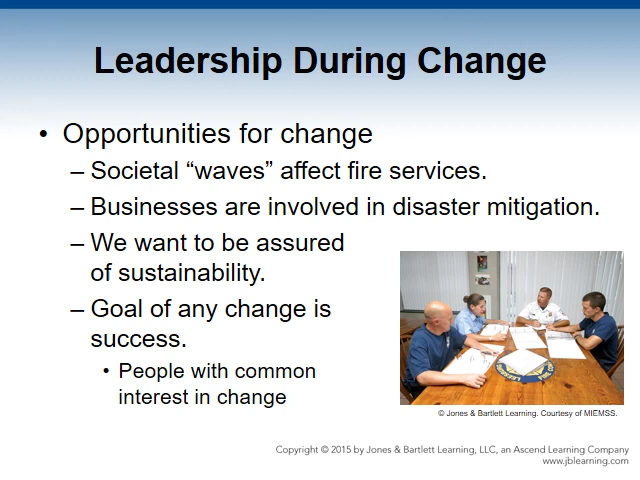 Leadership During Change
• Opportunities for change
– Societal “waves” affect fire services.
– Businesses are involved in disaster mitigation.
– We want to be assured
of sustainability.
– Goal of any change is
success.
• People with common
interest in change
© Jones & Bartlett Learning. Courtesy of MIEMSS.
Copyright © 2015 by Jones & Bartlett Learning, LLC, an Ascend Learning Company
www.jblearning.com